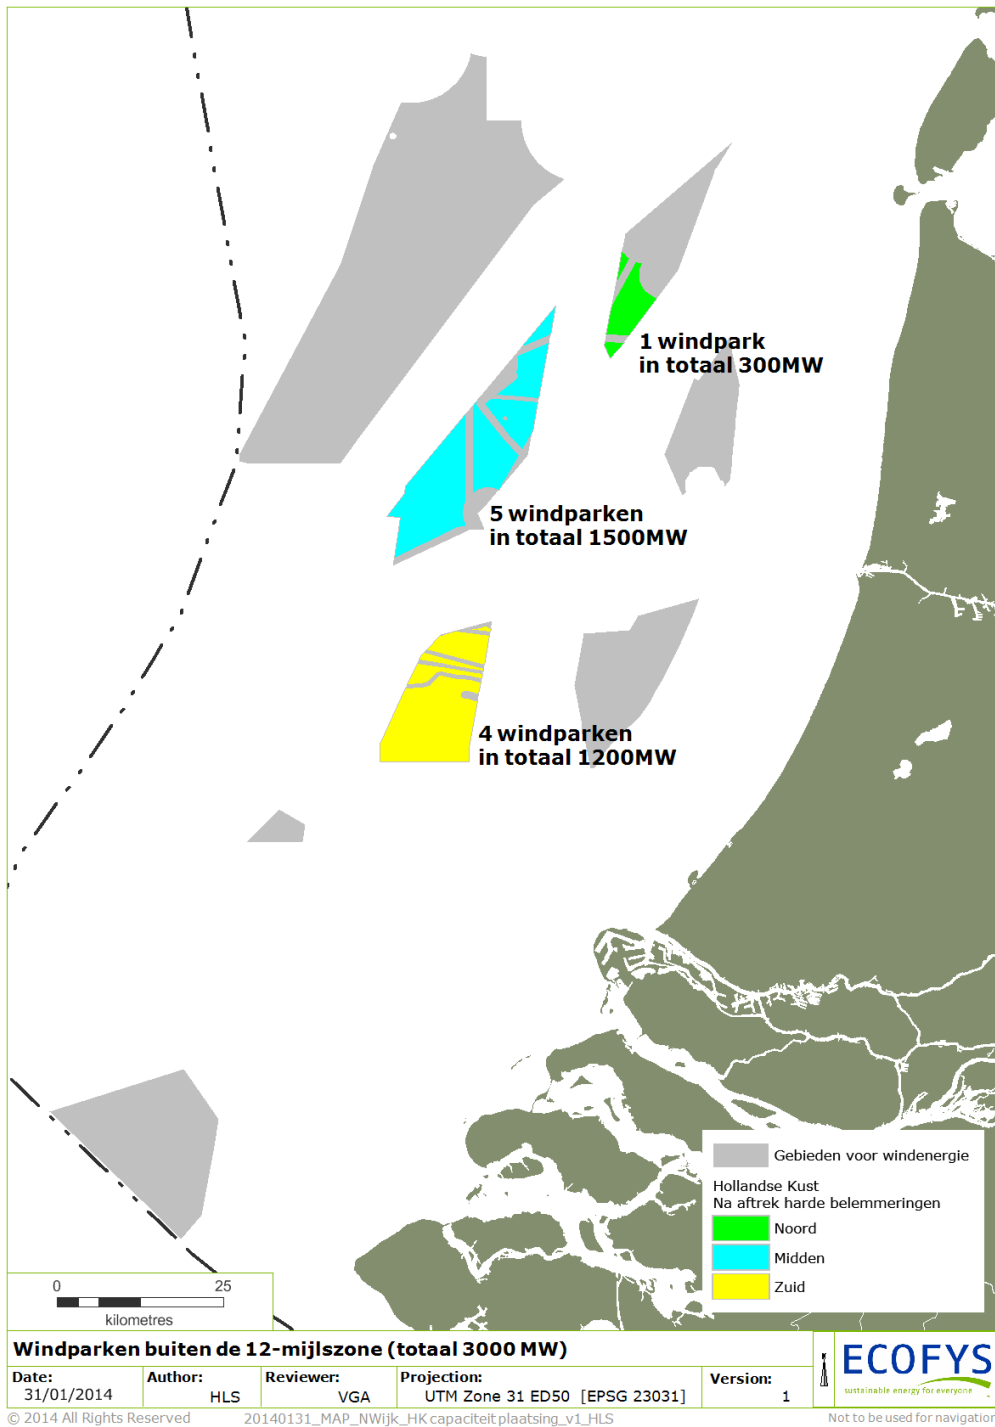 1 windpark
in totaal 300MW
5 windparken
in totaal 1500MW
4 windparken
in totaal 1200MW
Gebieden voor windenergie
Hollandse Kust
Na aftrek harde belemmeringen
Noord
Midden
Zuid
0 25
kilometres
Windparken buiten de 12-mijlszone (totaal 3000 MW)
Date: Author: Reviewer: Projection: Version:
31/01/2014 HLS VGA UTM Zone 31 ED50 [EPSG 23031] 1
ECOFYS
sustainable energy for everyone
© 2014 All Rights Reserved 20140131_MAP_NWijk_HK capaciteit plaatsing_v1_HLS Not to be used for navigatio